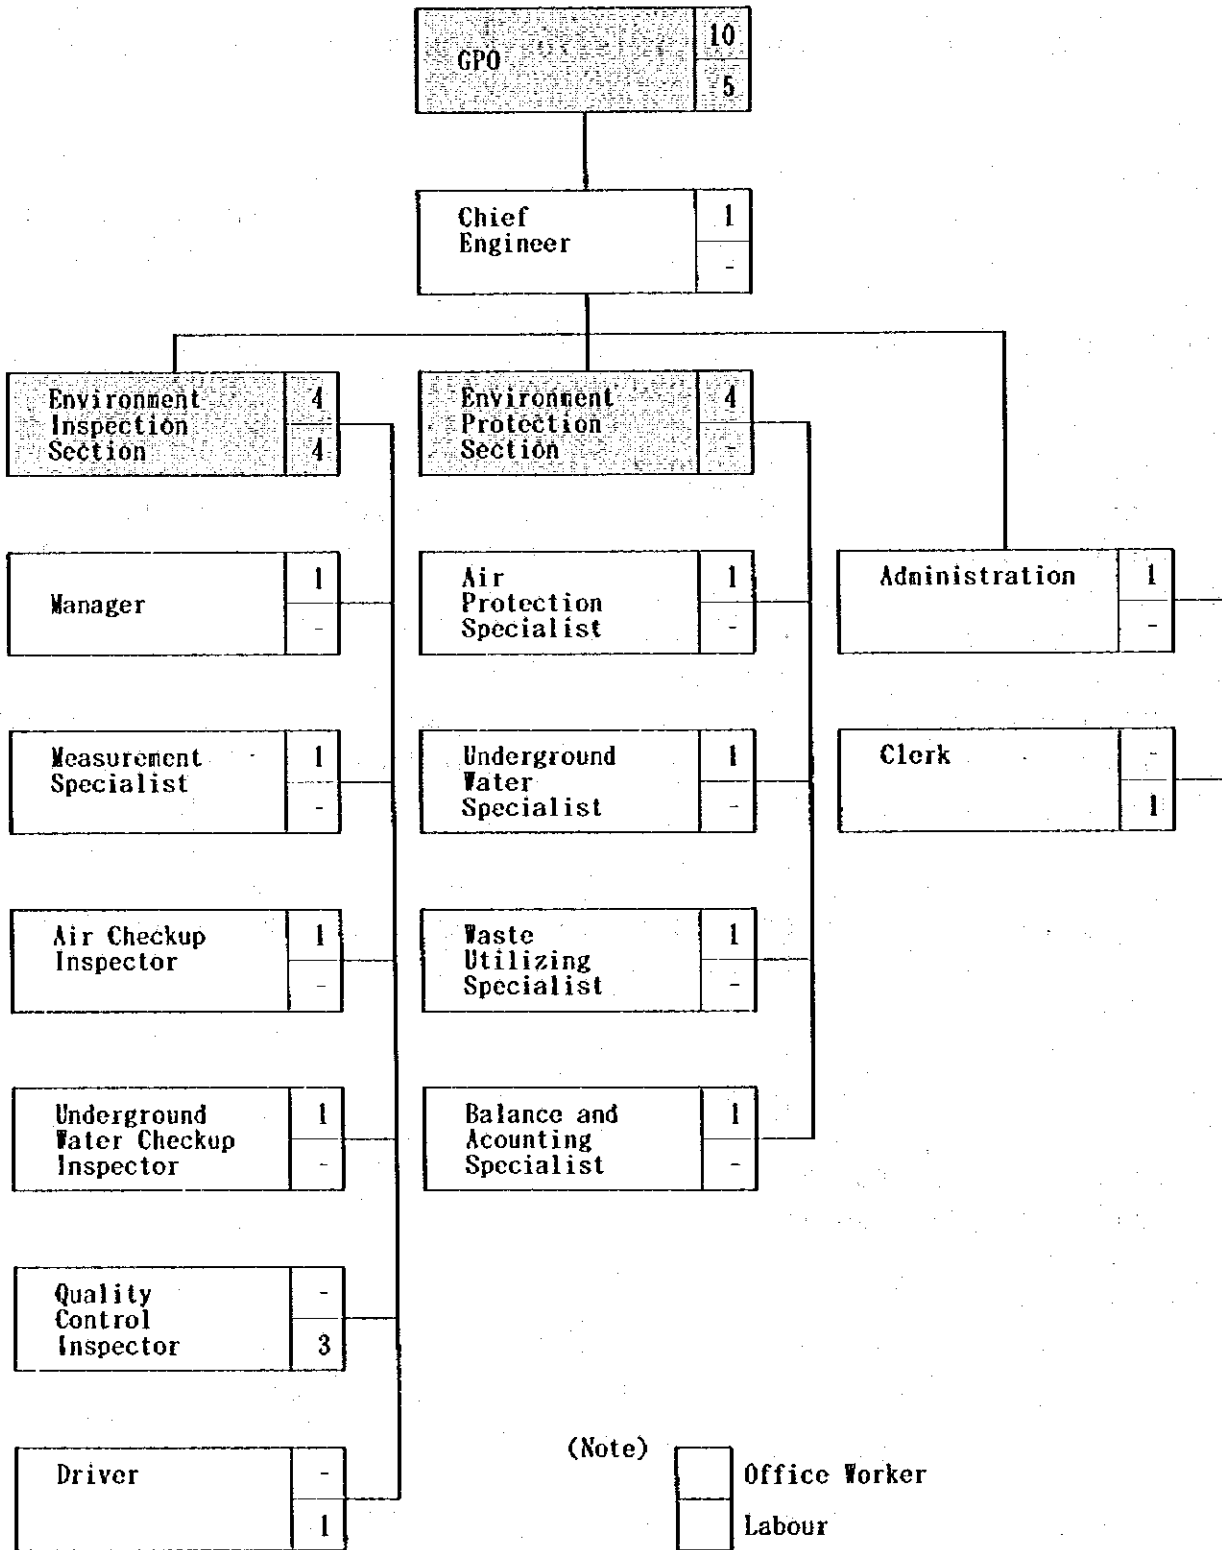 GPO
10
5
Chief
Engineer
1
-
Environment
Inspection
Section
4
4
Environment
Protection
Section
4
-
Manager
1
-
Air
Protection
Specialist
1
-
Administration
1
-
Measurement
Specialist
1
-
Underground
Water
Specialist
1
-
Clerk
-
1
Air Checkup
Inspector
1
-
Waste
Utilizing
Specialist
1
-
Underground
Water Checkup
Inspector
1
-
Balance and
Acounting
Specialist
1
-
Quality
Control
Inspector
-
3
Driver
-
1
(Note)
Office Worker
Labour